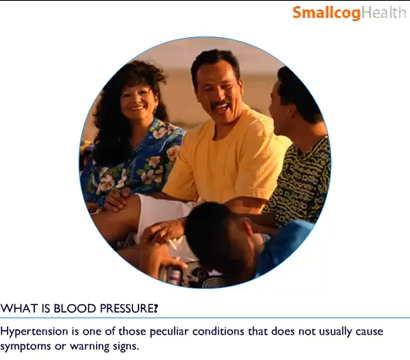 SmallcogHealth
WHAT IS BLOOD PRESSURE?
Hypertension is one of those peculiar conditions that does not usually cause
symptoms or warning signs.